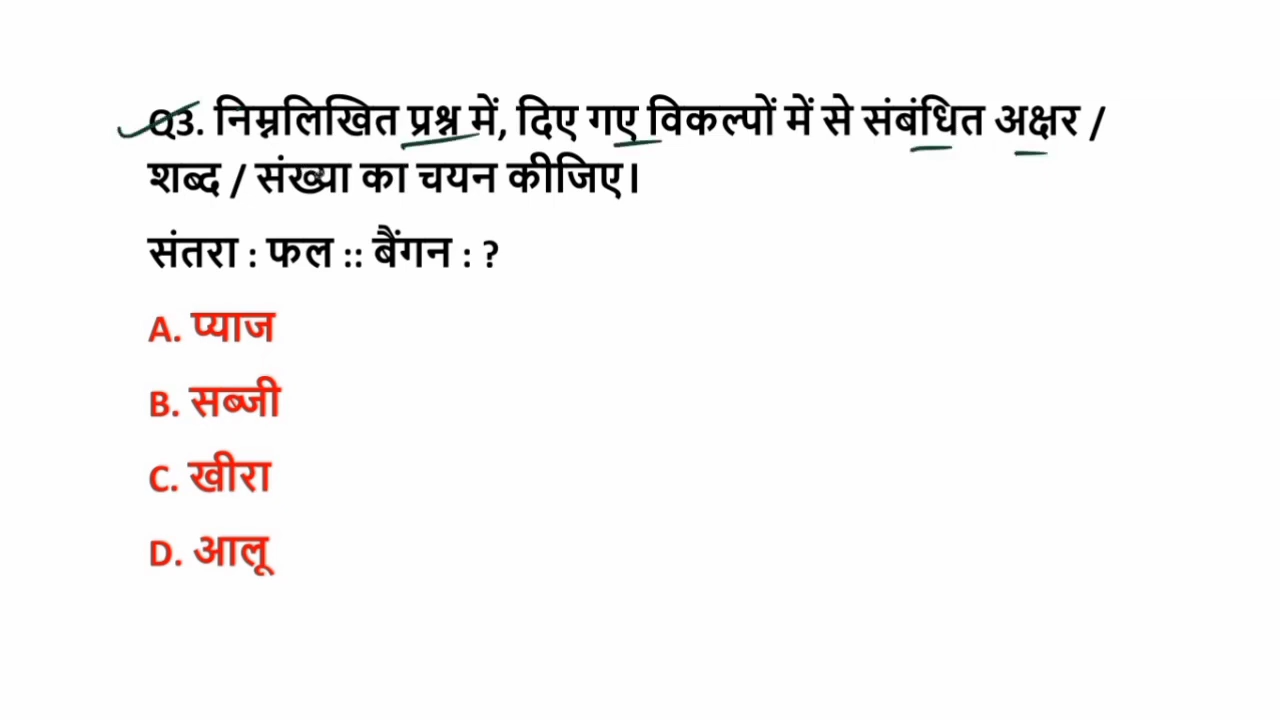 Q3. निम्नलिखित प्रश्न में, दिए गए विकल्पों में से संबंधित अक्षर /
शब्द / संख्या का चयन कीजिए।
संतरा : फल :: बैंगन : ?
A. प्याज
B. सब्जी
C. खीरा
D. आलू